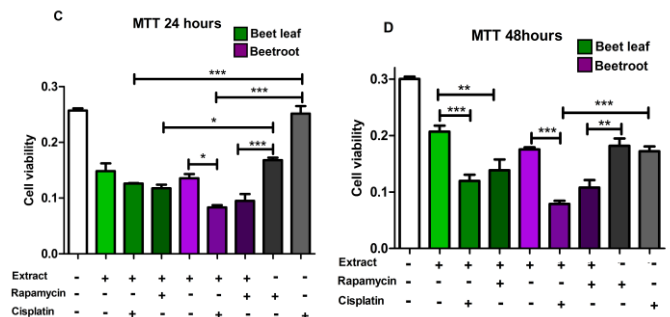 C
MTT 24 hours
Beet leaf
Beetroot
Cell viability
0.3
0.2
0.1
0.0
***
***
*
*
***
Extract - + + + + + + - -
Rapamycin - - - + - - + + -
Cisplatin - - + - - + - - +
D
MTT 48hours
Beet leaf
Beetroot
Cell viability
0.3
0.2
0.1
0.0
**
***
***
***
**
Extract - + + + + + + - -
Rapamycin - - - + - - + + -
Cisplatin - - + - - + - - +